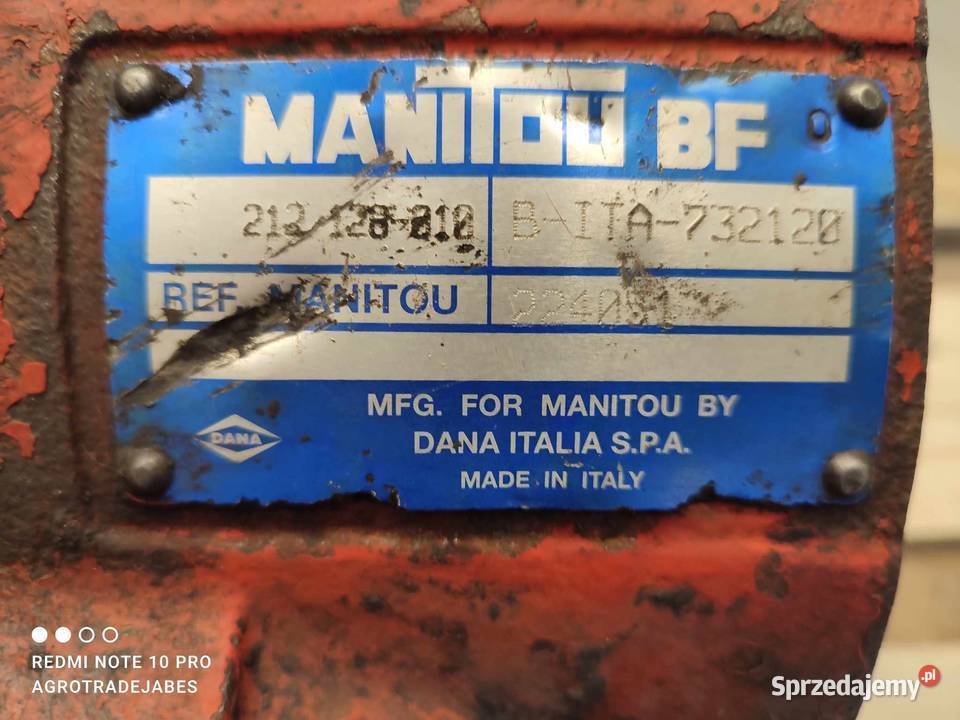 MANITOU BF
212 128 010 B-ITA-732120
REF. MANITOU 224051
MFG. FOR MANITOU BY
DANA ITALIA S.P.A.
MADE IN ITALY
DANA
REDMI NOTE 10 PRO
AGROTRADEJABES
Sprzedajemy.pl